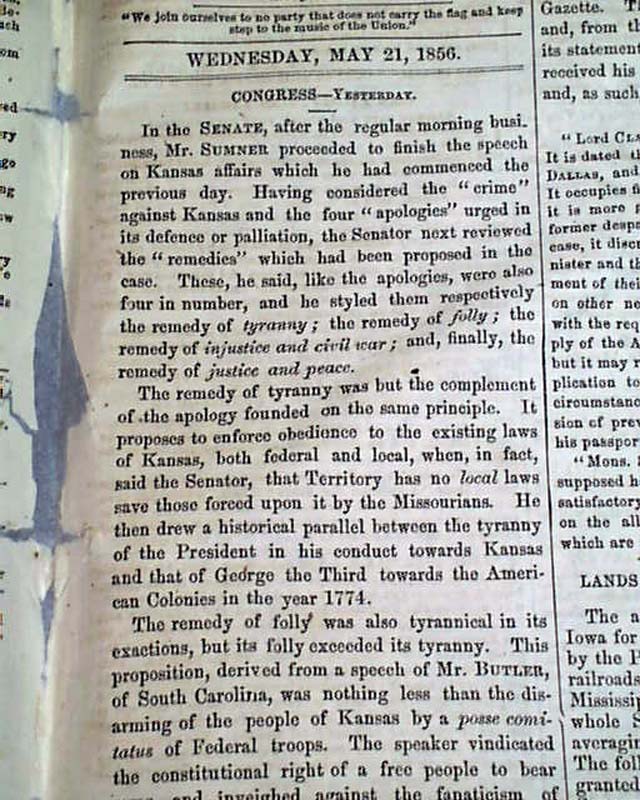 "We join ourselves to no party that does not carry the flag and keep
step to the music of the Union."
WEDNESDAY, MAY 21, 1856.
CONGRESS—YESTERDAY.
In the SENATE, after the regular morning busi-
ness, Mr. SUMNER proceeded to finish the speech
on Kansas affairs which he had commenced the
previous day. Having considered the "crime"
against Kansas and the four "apologies" urged in
its defence or palliation, the Senator next reviewed
the "remedies" which had been proposed in the
case. These, he said, like the apologies, were also
four in number, and he styled them respectively
the remedy of tyranny; the remedy of folly; the
remedy of injustice and civil war; and, finally, the
remedy of justice and peace.
The remedy of tyranny was but the complement
of the apology founded on the same principle. It
proposes to enforce obedience to the existing laws
of Kansas, both federal and local, when, in fact,
said the Senator, that Territory has no local laws
save those forced upon it by the Missourians. He
then drew a historical parallel between the tyranny
of the President in his conduct towards Kansas
and that of George the Third towards the Ameri-
can Colonies in the year 1774.
The remedy of folly was also tyrannical in its
exactions, but its folly exceeded its tyranny. This
proposition, derived from a speech of Mr. BUTLER,
of South Carolina, was nothing less than the dis-
arming of the people of Kansas by a posse comi-
tatus of Federal troops. The speaker vindicated
the constitutional right of a free people to bear
and inveighed against the fanaticism of
Gazette.
and, from th
its statement
received his
and, as such
"Lord CLA
It is dated th
DALLAS, and
It occupies
it is more
former desp
case, it disc
nister and th
ment of thei
on other no
with the req
ply of the A
but it may r
plication to
circumstanc
sion of prev
his passpor
"Mons.
supposed h
satisfactory
on the all
which are
LANDS
The a
Iowa for
by the P
railroads
Mississip
whole S
averagin
The foll
granted